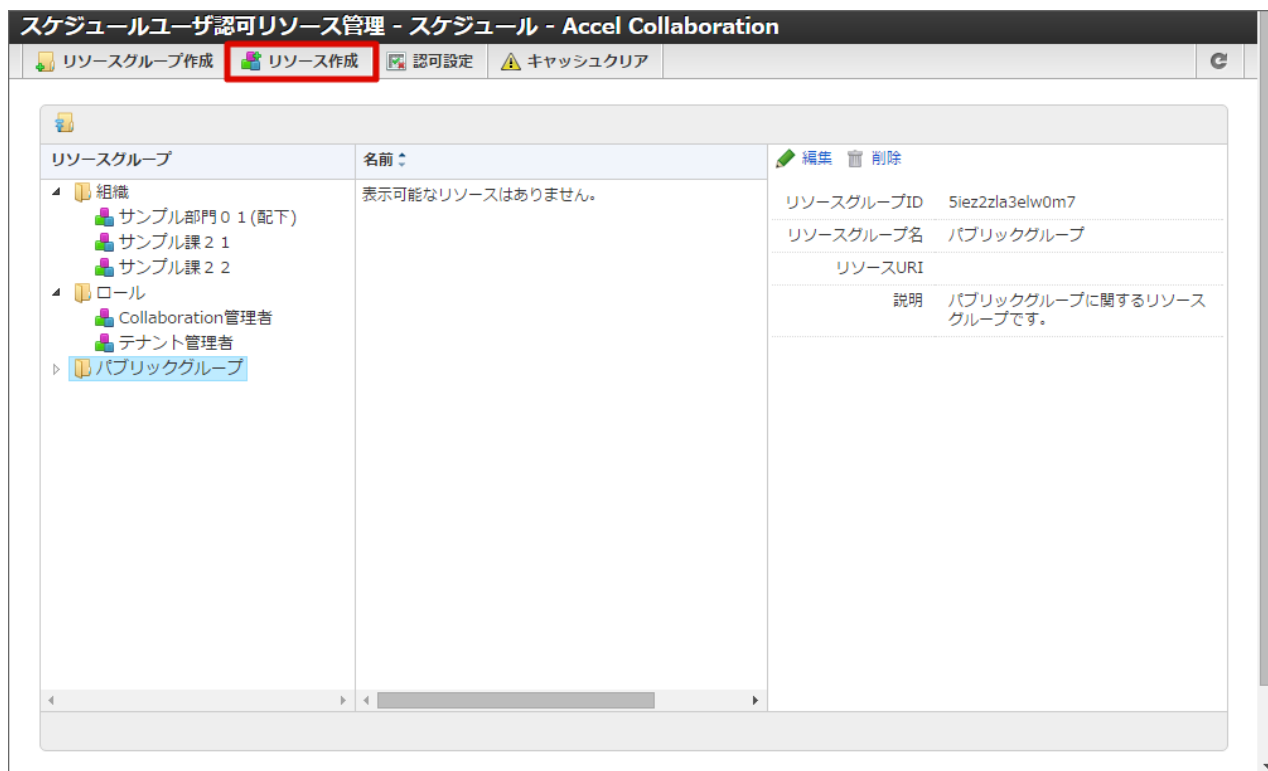 スケジュールユーザ認可リソース管理 - スケジュール - Accel Collaboration
リソースグループ作成 リソース作成 認可設定 キャッシュクリア
リソースグループ
組織
サンプル部門０１(配下)
サンプル課２１
サンプル課２２
ロール
Collaboration管理者
テナント管理者
パブリックグループ
名前
表示可能なリソースはありません。
編集 削除
リソースグループID 5iez2zla3elw0m7
リソースグループ名 パブリックグループ
リソースURI
説明 パブリックグループに関するリソース
グループです。